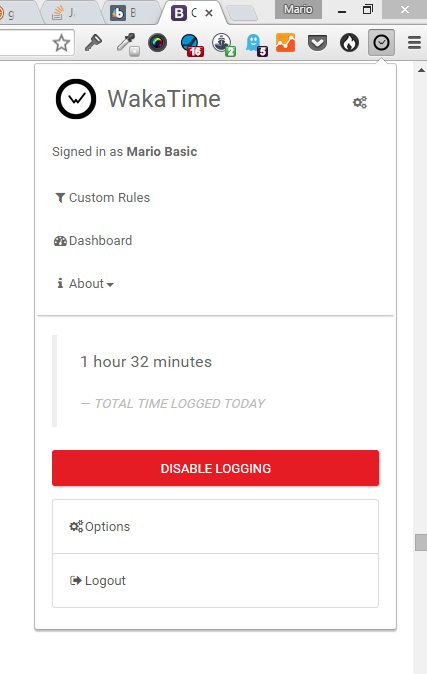 g
J
B
C
Mario
16
2
5
WakaTime
Signed in as Mario Basic
Custom Rules
Dashboard
About
1 hour 32 minutes
— TOTAL TIME LOGGED TODAY
DISABLE LOGGING
Options
Logout